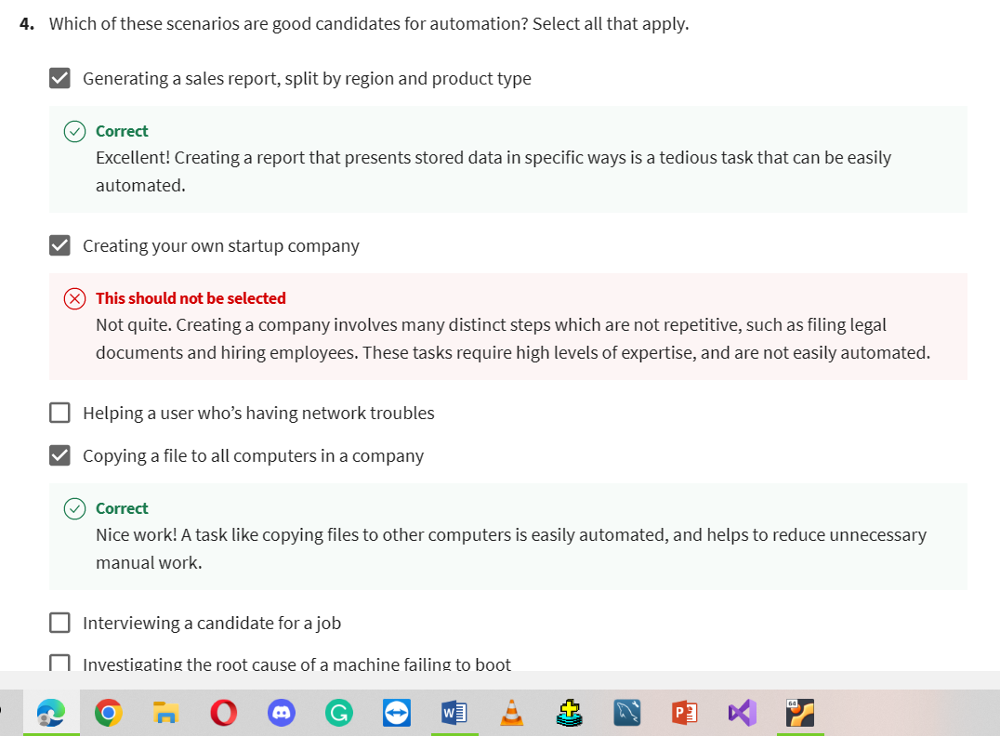 4. Which of these scenarios are good candidates for automation? Select all that apply.
Generating a sales report, split by region and product type
Correct
Excellent! Creating a report that presents stored data in specific ways is a tedious task that can be easily
automated.
Creating your own startup company
This should not be selected
Not quite. Creating a company involves many distinct steps which are not repetitive, such as filing legal
documents and hiring employees. These tasks require high levels of expertise, and are not easily automated.
Helping a user who’s having network troubles
Copying a file to all computers in a company
Correct
Nice work! A task like copying files to other computers is easily automated, and helps to reduce unnecessary
manual work.
Interviewing a candidate for a job
Investigating the root cause of a machine failing to boot
G W P 64